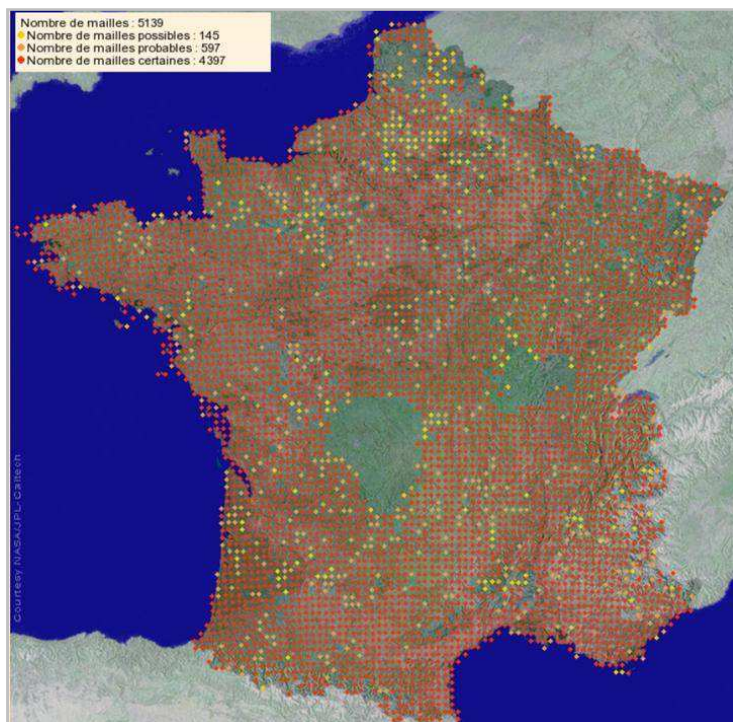 Nombre de mailles : 5139
Nombre de mailles possibles : 145
Nombre de mailles probables : 597
Nombre de mailles certaines : 4397
Courtesy NASA/JPL- Caltech